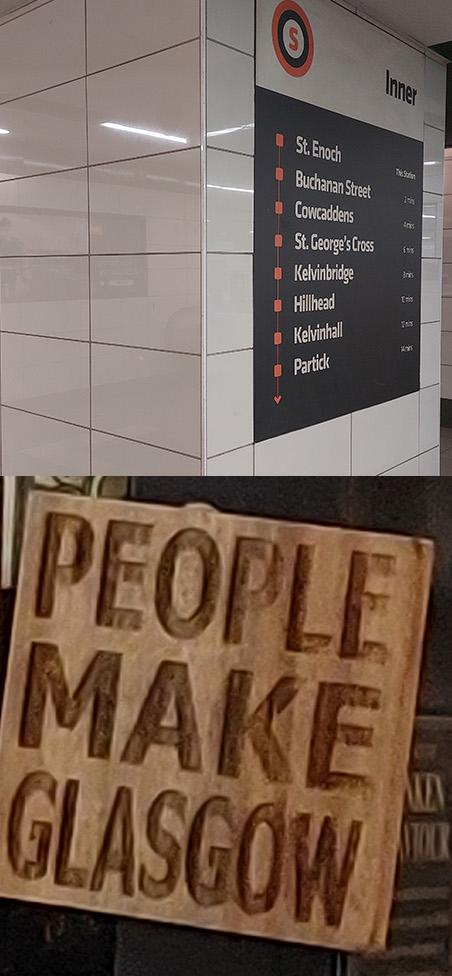 S
Inner
St. Enoch
This Station
Buchanan Street
2 mins
Cowcaddens
4 mins
St. George's Cross
6 mins
Kelvinbridge
8 mins
Hillhead
10 mins
Kelvinhall
12 mins
Partick
14 mins
PEOPLE
MAKE
GLASGOW